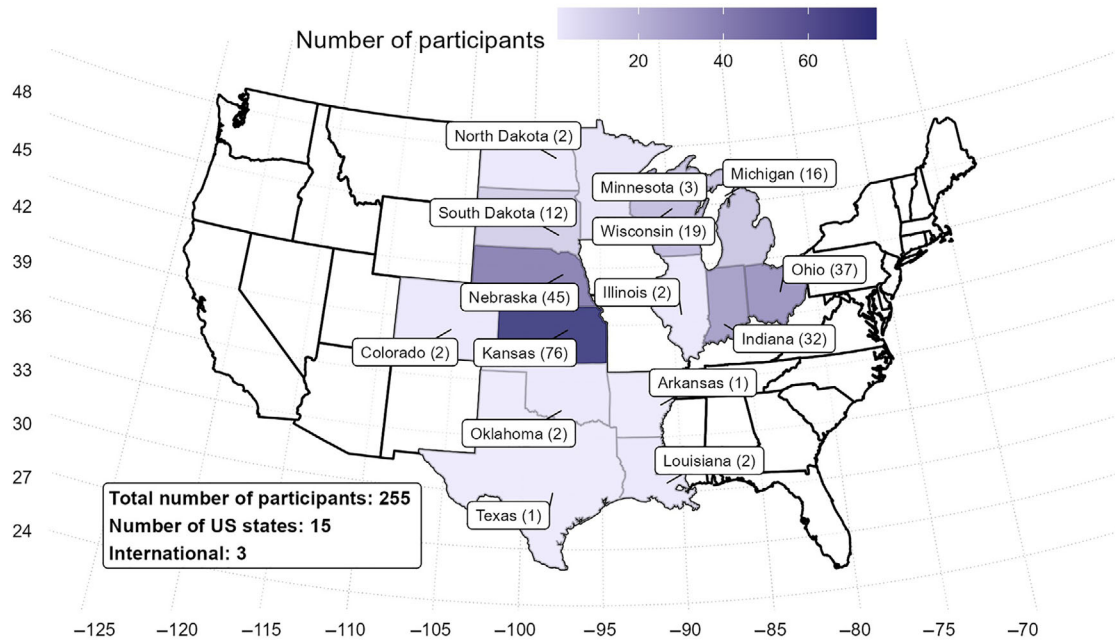 Number of participants
20 40 60
48
45
42
39
36
33
30
27
24
North Dakota (2)
Minnesota (3)
Michigan (16)
South Dakota (12)
Wisconsin (19)
Ohio (37)
Nebraska (45)
Illinois (2)
Indiana (32)
Colorado (2)
Kansas (76)
Arkansas (1)
Oklahoma (2)
Louisiana (2)
Texas (1)
Total number of participants: 255
Number of US states: 15
International: 3
−125 −120 −115 −110 −105 −100 −95 −90 −85 −80 −75 −70